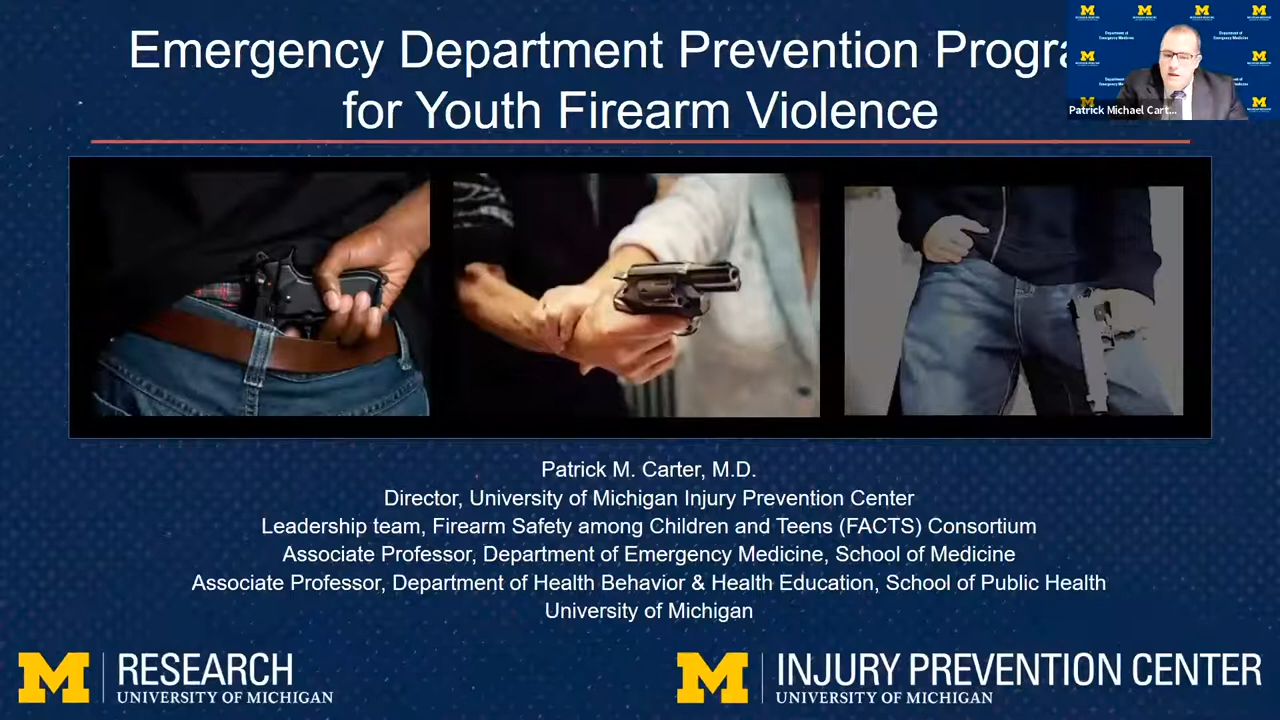 Emergency Department Prevention Progra
for Youth Firearm Violence
Patrick Michael Cart...
Patrick M. Carter, M.D.
Director, University of Michigan Injury Prevention Center
Leadership team, Firearm Safety among Children and Teens (FACTS) Consortium
Associate Professor, Department of Emergency Medicine, School of Medicine
Associate Professor, Department of Health Behavior & Health Education, School of Public Health
University of Michigan
M RESEARCH
UNIVERSITY OF MICHIGAN
M INJURY PREVENTION CENTER
UNIVERSITY OF MICHIGAN